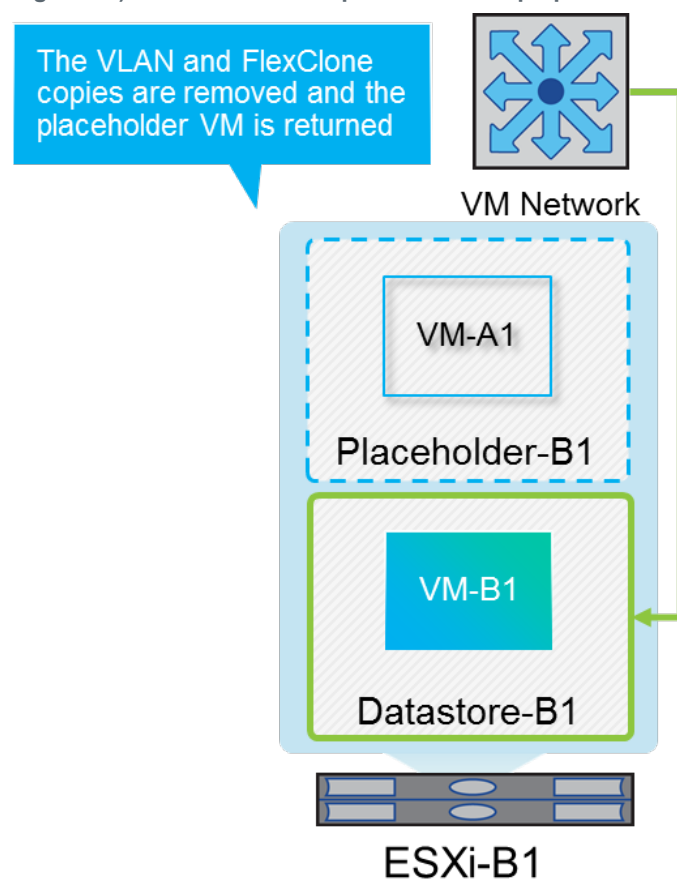 The VLAN and FlexClone
copies are removed and the
placeholder VM is returned
VM Network
VM-A1
Placeholder-B1
VM-B1
Datastore-B1
ESXi-B1